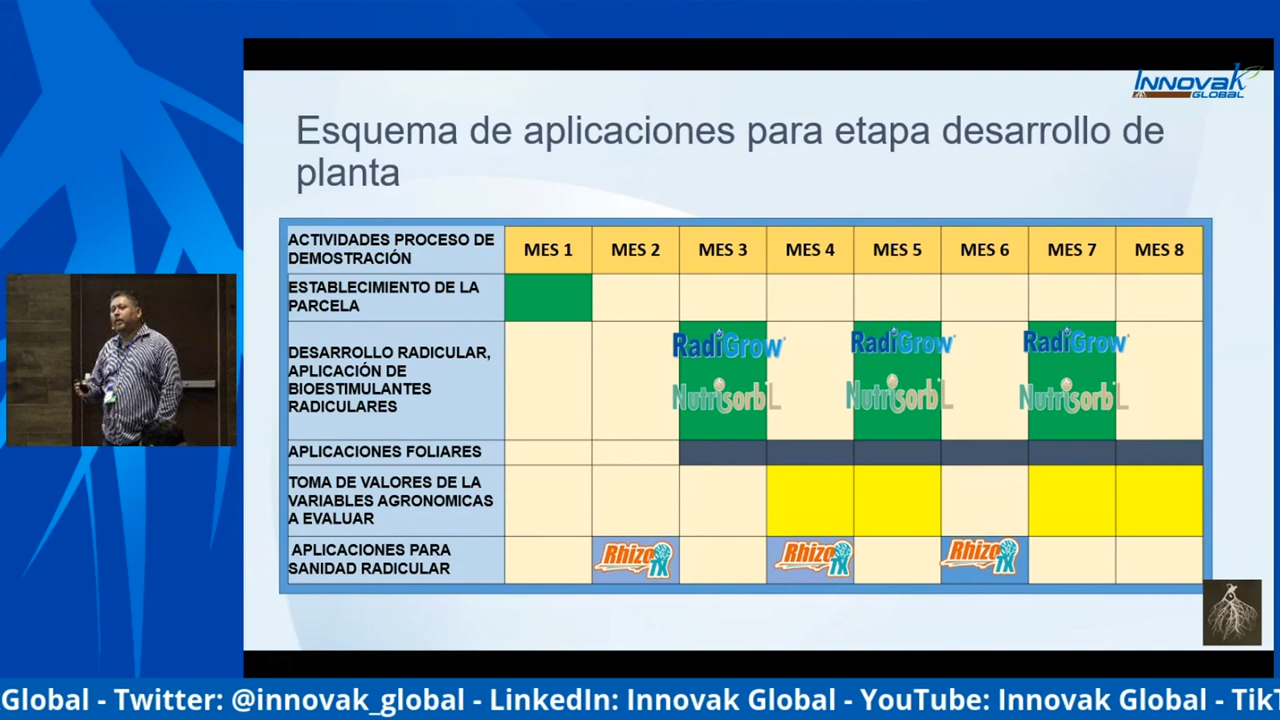 INNOVAK
GLOBAL
Esquema de aplicaciones para etapa desarrollo de
planta
ACTIVIDADES PROCESO DE
DEMOSTRACIÓN
MES 1
MES 2
MES 3
MES 4
MES 5
MES 6
MES 7
MES 8
ESTABLECIMIENTO DE LA
PARCELA
DESARROLLO RADICULAR,
APLICACIÓN DE
BIOESTIMULANTES
RADICULARES
RadiGrow
Nutrisorb L
RadiGrow
Nutrisorb L
RadiGrow
Nutrisorb L
APLICACIONES FOLIARES
TOMA DE VALORES DE LA
VARIABLES AGRONOMICAS
A EVALUAR
APLICACIONES PARA
SANIDAD RADICULAR
Rhizo TX
Rhizo TX
Rhizo TX
Global - Twitter: @innovak_global - LinkedIn: Innovak Global - YouTube: Innovak Global - TikT